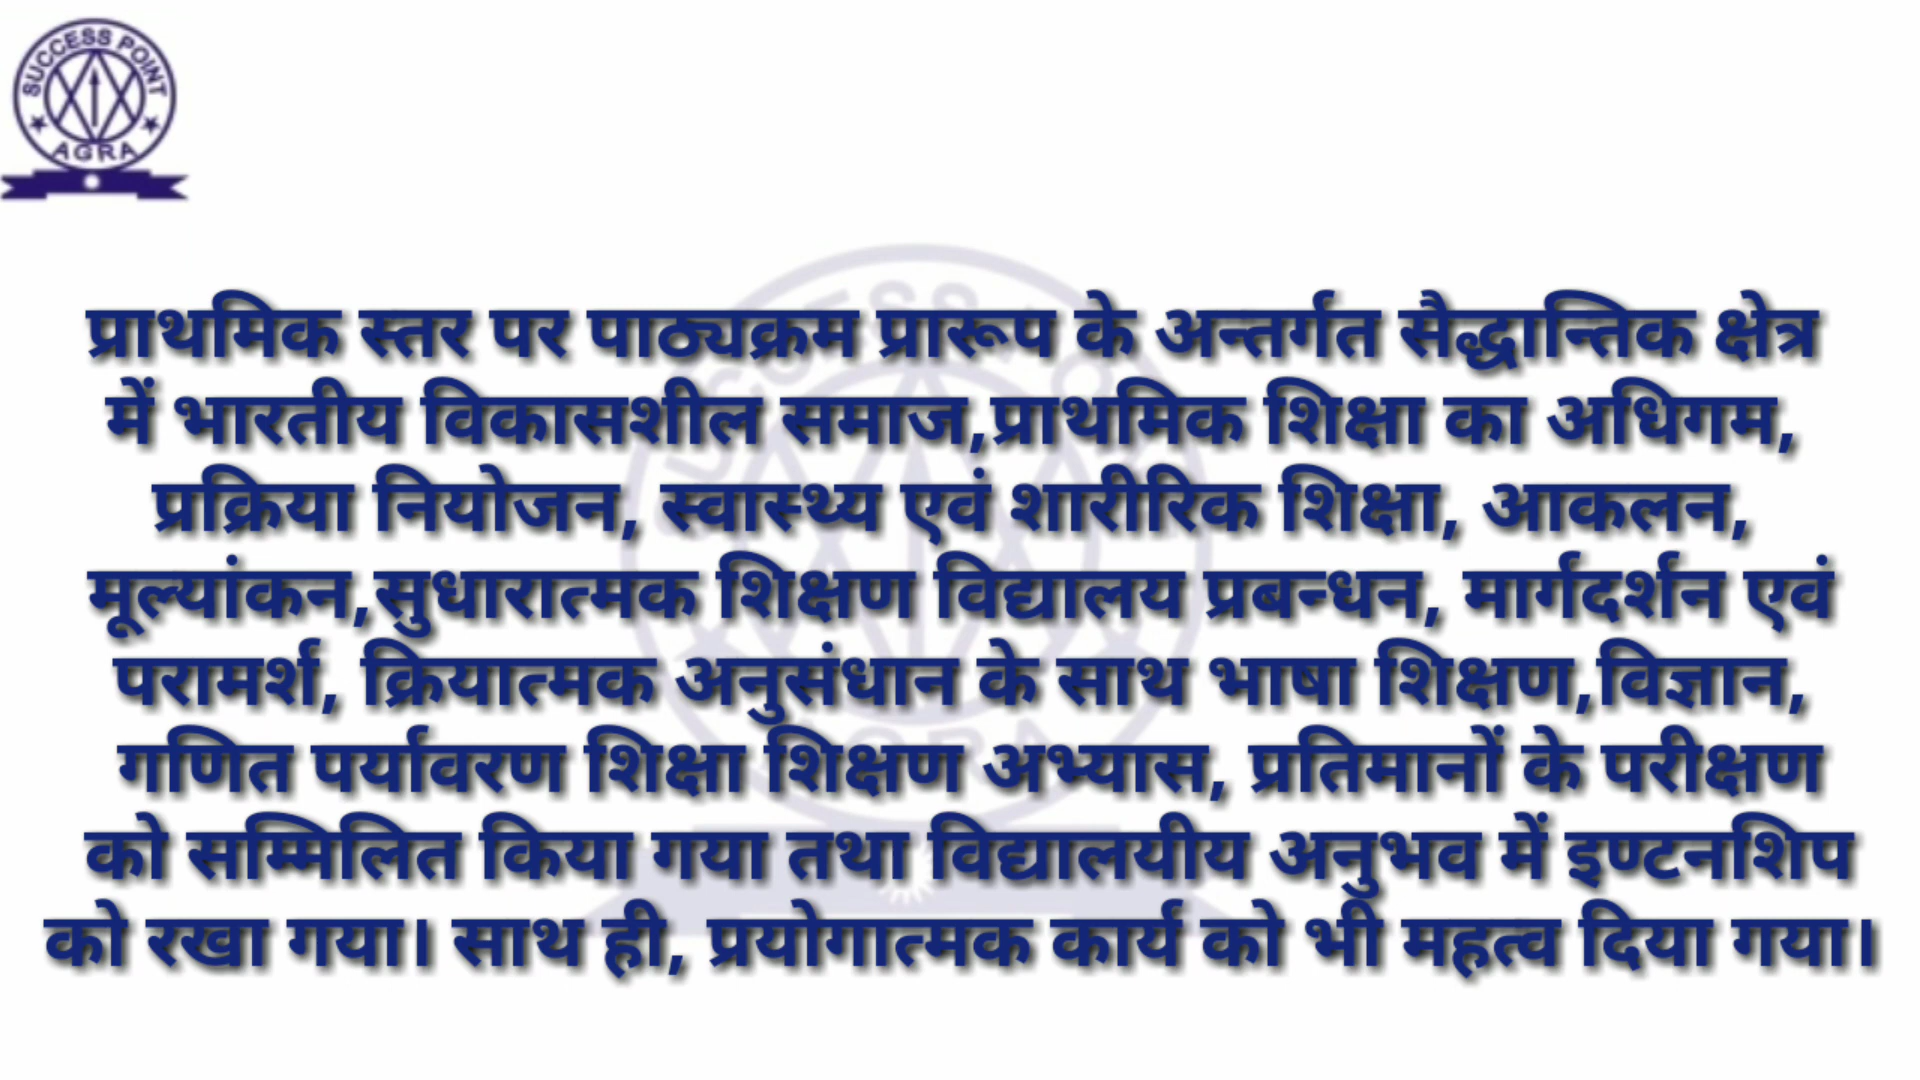 SUCCESS POINT
AGRA
प्राथमिक स्तर पर पाठ्यक्रम प्रारूप के अन्तर्गत सैद्धान्तिक क्षेत्र
में भारतीय विकासशील समाज,प्राथमिक शिक्षा का अधिगम,
प्रक्रिया नियोजन, स्वास्थ्य एवं शारीरिक शिक्षा, आकलन,
मूल्यांकन,सुधारात्मक शिक्षण विद्यालय प्रबन्धन, मार्गदर्शन एवं
परामर्श, क्रियात्मक अनुसंधान के साथ भाषा शिक्षण,विज्ञान,
गणित पर्यावरण शिक्षा शिक्षण अभ्यास, प्रतिमानों के परीक्षण
को सम्मिलित किया गया तथा विद्यालयीय अनुभव में इण्टनशिप
को रखा गया। साथ ही, प्रयोगात्मक कार्य को भी महत्व दिया गया।